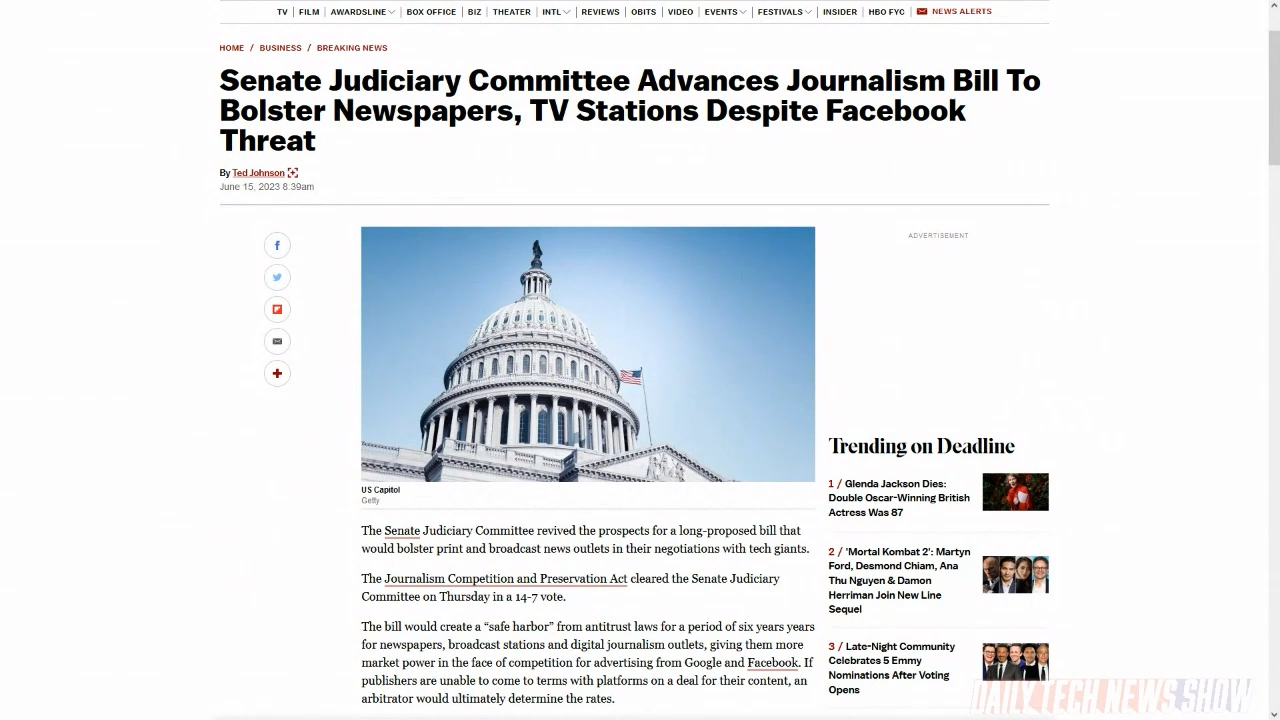 TV | FILM | AWARDSLINE | BOX OFFICE | BIZ | THEATER | INTL | REVIEWS | OBITS | VIDEO | EVENTS | FESTIVALS | INSIDER | HBO FYC | NEWS ALERTS
HOME / BUSINESS / BREAKING NEWS
Senate Judiciary Committee Advances Journalism Bill To
Bolster Newspapers, TV Stations Despite Facebook
Threat
By Ted Johnson
June 15, 2023 8:39am
ADVERTISEMENT
US Capitol
Getty
The Senate Judiciary Committee revived the prospects for a long-proposed bill that
would bolster print and broadcast news outlets in their negotiations with tech giants.
The Journalism Competition and Preservation Act cleared the Senate Judiciary
Committee on Thursday in a 14-7 vote.
The bill would create a “safe harbor” from antitrust laws for a period of six years years
for newspapers, broadcast stations and digital journalism outlets, giving them more
market power in the face of competition for advertising from Google and Facebook. If
publishers are unable to come to terms with platforms on a deal for their content, an
arbitrator would ultimately determine the rates.
Trending on Deadline
1 / Glenda Jackson Dies:
Double Oscar-Winning British
Actress Was 87
2 / 'Mortal Kombat 2': Martyn
Ford, Desmond Chiam, Ana
Thu Nguyen & Damon
Herriman Join New Line
Sequel
3 / Late-Night Community
Celebrates 5 Emmy
Nominations After Voting
Opens
DAILY TECH NEWS SHOW